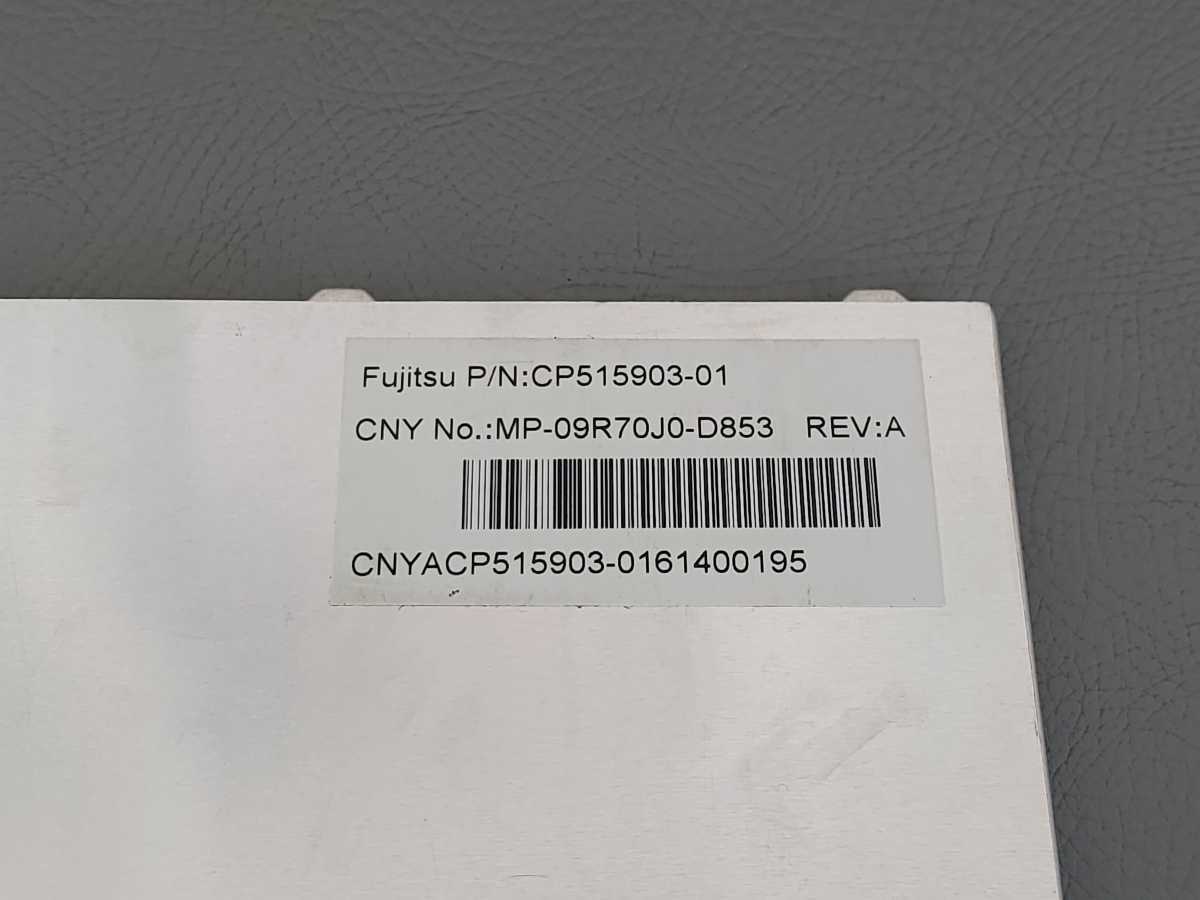 Fujitsu P/N:CP515903-01
CNY No.:MP-09R70J0-D853 REV:A
CNYACP515903-0161400195